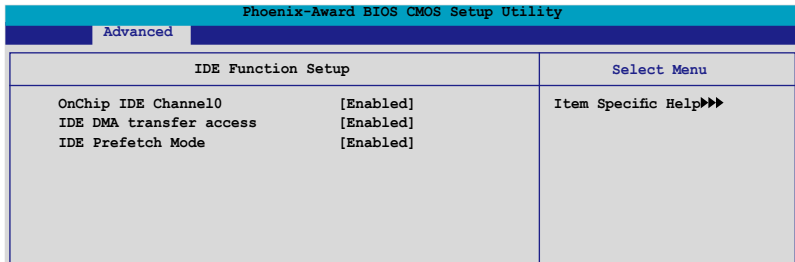 Phoenix-Award BIOS CMOS Setup Utility
Advanced
IDE Function Setup
Select Menu
OnChip IDE Channel0 [Enabled]
IDE DMA transfer access [Enabled]
IDE Prefetch Mode [Enabled]
Item Specific Help